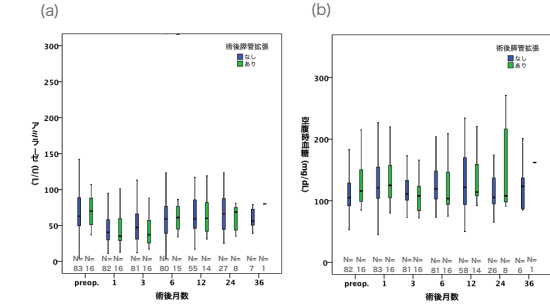 (a)
術後膵管拡張
なし
あり
アミラーゼ (U/L)
300
250
200
150
100
50
0
N= N= N= N= N= N= N= N= N= N= N= N= N= N=
83 16 82 16 81 16 80 15 55 14 27 8 7 1
preop. 1 3 6 12 24 36
術後月数
(b)
術後膵管拡張
なし
あり
空腹時血糖 (mg/dL)
300
200
100
0
N= N= N= N= N= N= N= N= N= N= N= N= N= N=
82 16 83 16 81 16 81 16 58 14 26 8 6 1
preop. 1 3 6 12 24 36
術後月数